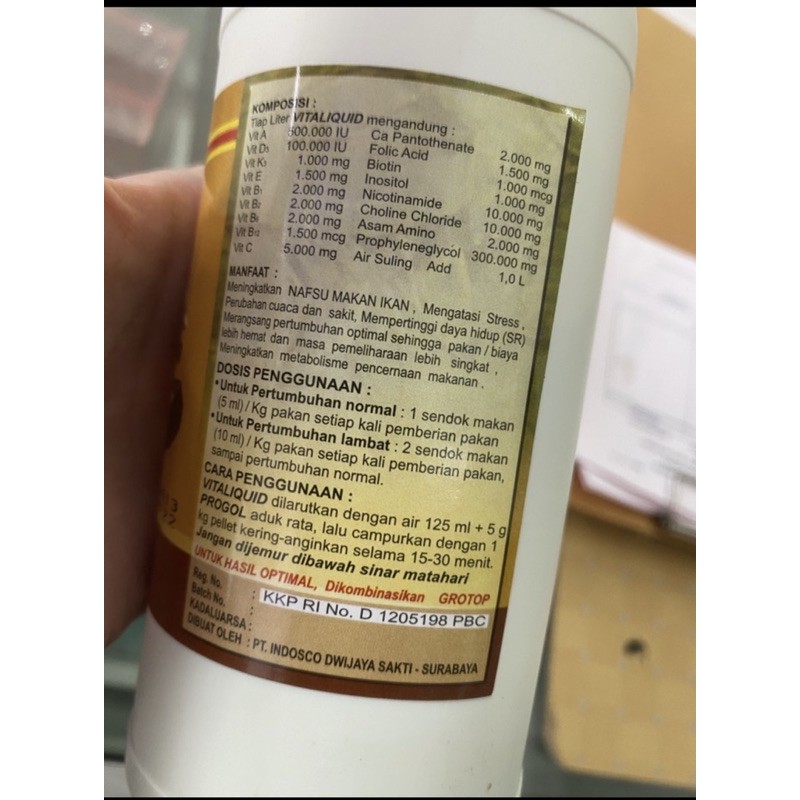 KOMPOSISI :
Tiap Liter VITALIQUID mengandung :
Vit A 500.000 IU Ca Pantothenate 2.000 mg
Vit D₃ 100.000 IU Folic Acid 1.500 mg
Vit K₃ 1.000 mg Biotin 1.000 mcg
Vit E 1.500 mg Inositol 1.000 mg
Vit B₁ 2.000 mg Nicotinamide 10.000 mg
Vit B₂ 2.000 mg Choline Chloride 10.000 mg
Vit B₆ 2.000 mg Asam Amino 2.000 mg
Vit B₁₂ 1.500 mcg Prophyleneglycol 300.000 mg
Vit C 5.000 mg Air Suling Add 1,0 L
MANFAAT :
Meningkatkan NAFSU MAKAN IKAN , Mengatasi Stress ,
Perubahan cuaca dan sakit, Mempertinggi daya hidup (SR)
Merangsang pertumbuhan optimal sehingga pakan / biaya
lebih hemat dan masa pemeliharaan lebih singkat ,
Meningkatkan metabolisme pencernaan makanan .
DOSIS PENGGUNAAN :
•Untuk Pertumbuhan normal : 1 sendok makan
(5 ml) / Kg pakan setiap kali pemberian pakan
•Untuk Pertumbuhan lambat : 2 sendok makan
(10 ml) / Kg pakan setiap kali pemberian pakan,
sampai pertumbuhan normal.
CARA PENGGUNAAN :
VITALIQUID dilarutkan dengan air 125 ml + 5 g
PROGOL aduk rata, lalu campurkan dengan 1
kg pellet kering-anginkan selama 15-30 menit.
Jangan dijemur dibawah sinar matahari
UNTUK HASIL OPTIMAL, Dikombinasikan GROTOP
Reg. No. : KKP RI No. D 1205198 PBC
Batch No. :
KADALUARSA :
DIBUAT OLEH : PT. INDOSCO DWIJAYA SAKTI - SURABAYA